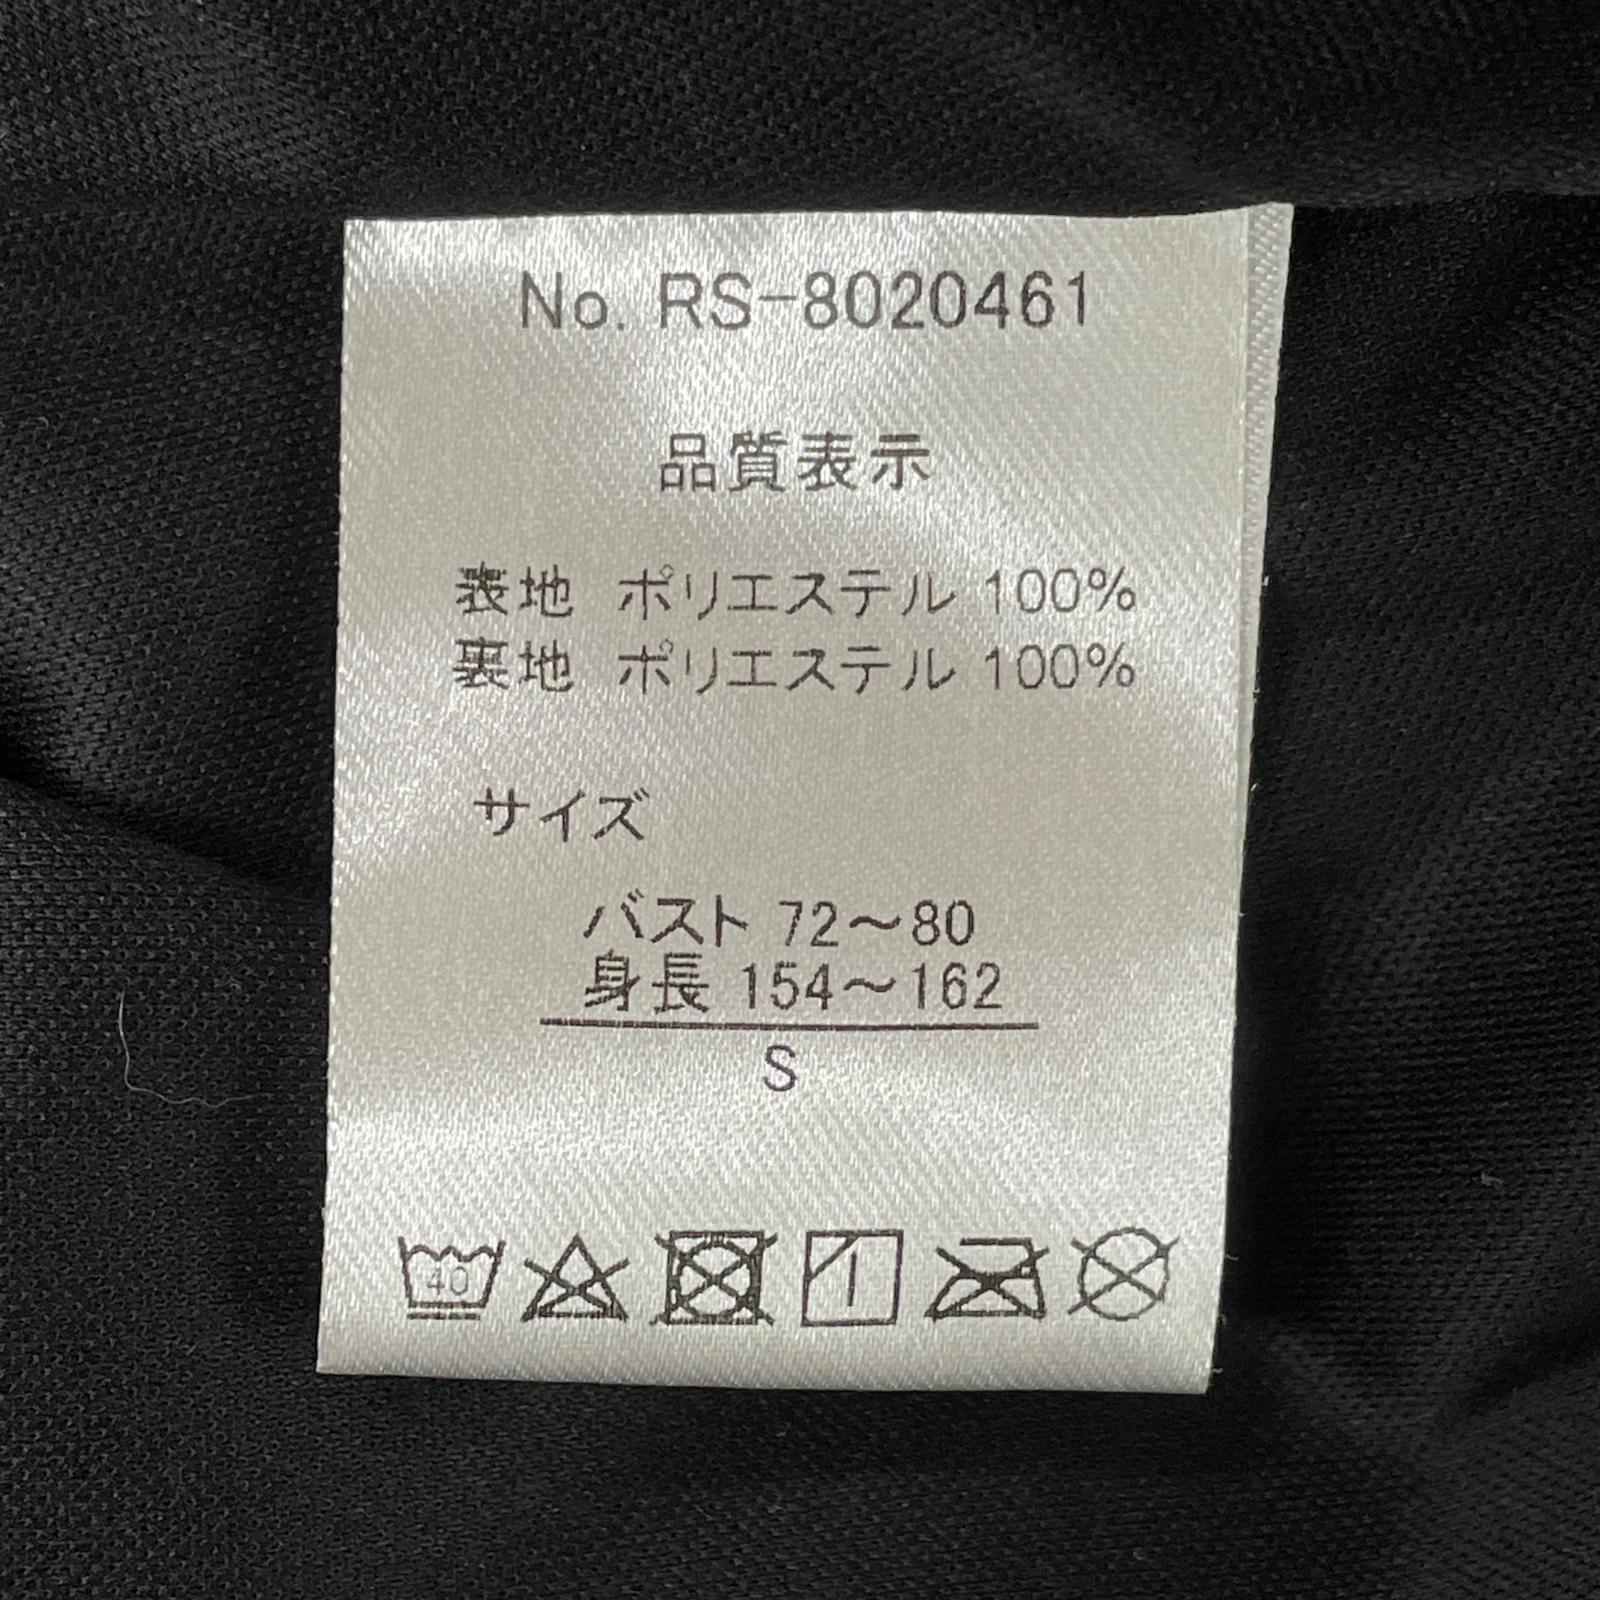 No. RS-8020461
品質表示
表地 ポリエステル 100%
裏地 ポリエステル 100%
サイズ
バスト 72～80
身長 154～162
S
40